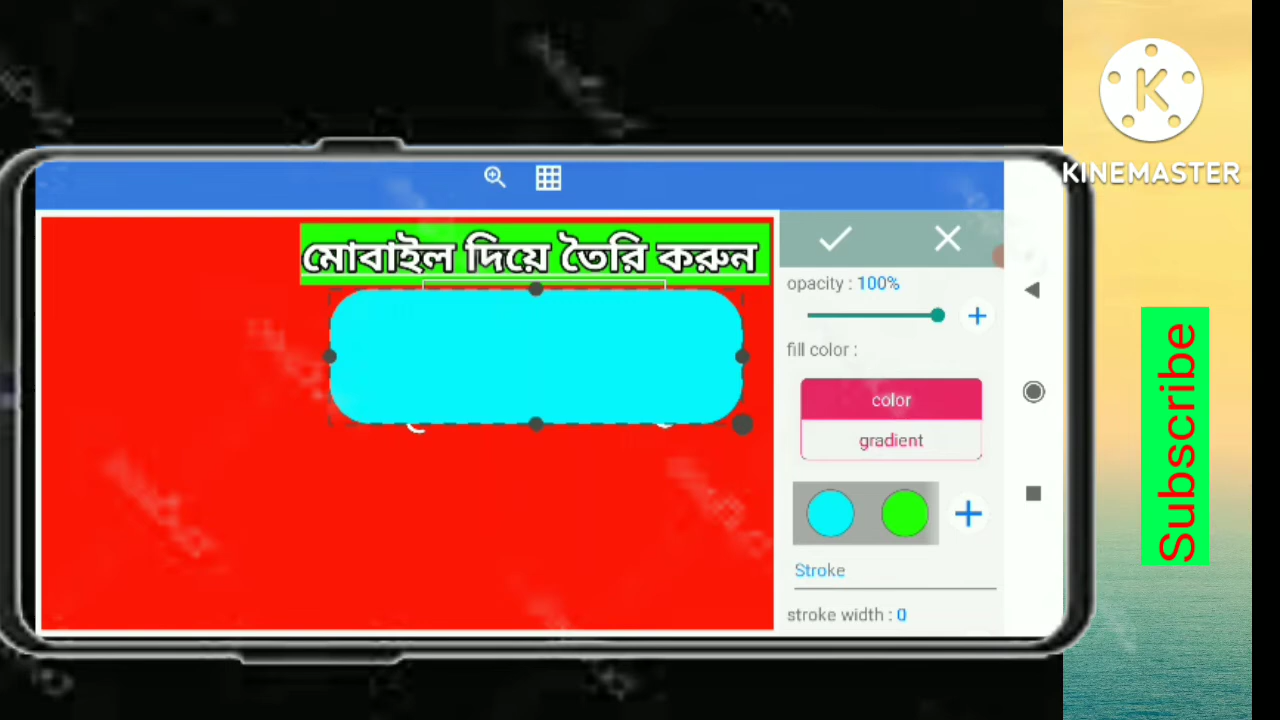 মোবাইল দিয়ে তৈরি করুন
opacity : 100%
fill color :
color
gradient
Stroke
stroke width : 0
K
KINEMASTER
Subscribe